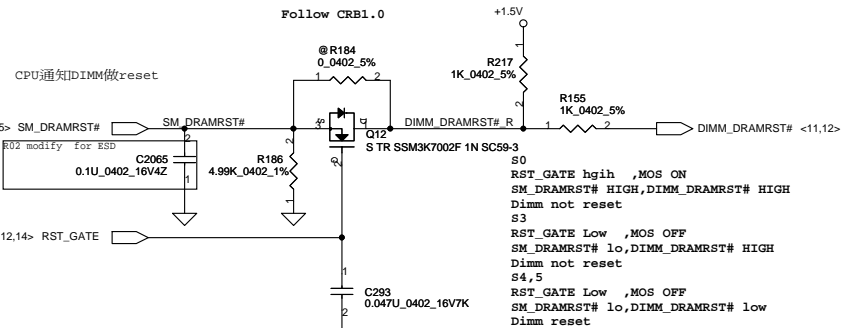 Follow CRB1.0
+1.5V
@ R184
0_0402_5%
1
2
1
R217
1K_0402_5%
2
CPU通知DIMM做reset
R155
1K_0402_5%
5> SM_DRAMRST#
SM_DRAMRST#
3
S
D
1
DIMM_DRAMRST#_R
1
2
DIMM_DRAMRST# <11,12>
Q12
S TR SSM3K7002F 1N SC59-3
G
2
R02 modify for ESD
2
C2065
0.1U_0402_16V4Z
1
2
R186
4.99K_0402_1%
1
S0
RST_GATE hgih ,MOS ON
SM_DRAMRST# HIGH,DIMM_DRAMRST# HIGH
Dimm not reset
S3
RST_GATE Low ,MOS OFF
SM_DRAMRST# lo,DIMM_DRAMRST# HIGH
Dimm not reset
S4,5
RST_GATE Low ,MOS OFF
SM_DRAMRST# lo,DIMM_DRAMRST# low
Dimm reset
12,14> RST_GATE
1
C293
0.047U_0402_16V7K
2